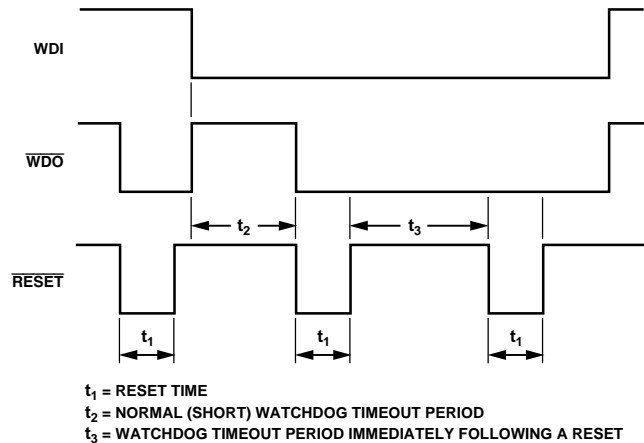 WDI
WDO
t2
t3
RESET
t1 t1 t1
t1 = RESET TIME
t2 = NORMAL (SHORT) WATCHDOG TIMEOUT PERIOD
t3 = WATCHDOG TIMEOUT PERIOD IMMEDIATELY FOLLOWING A RESET